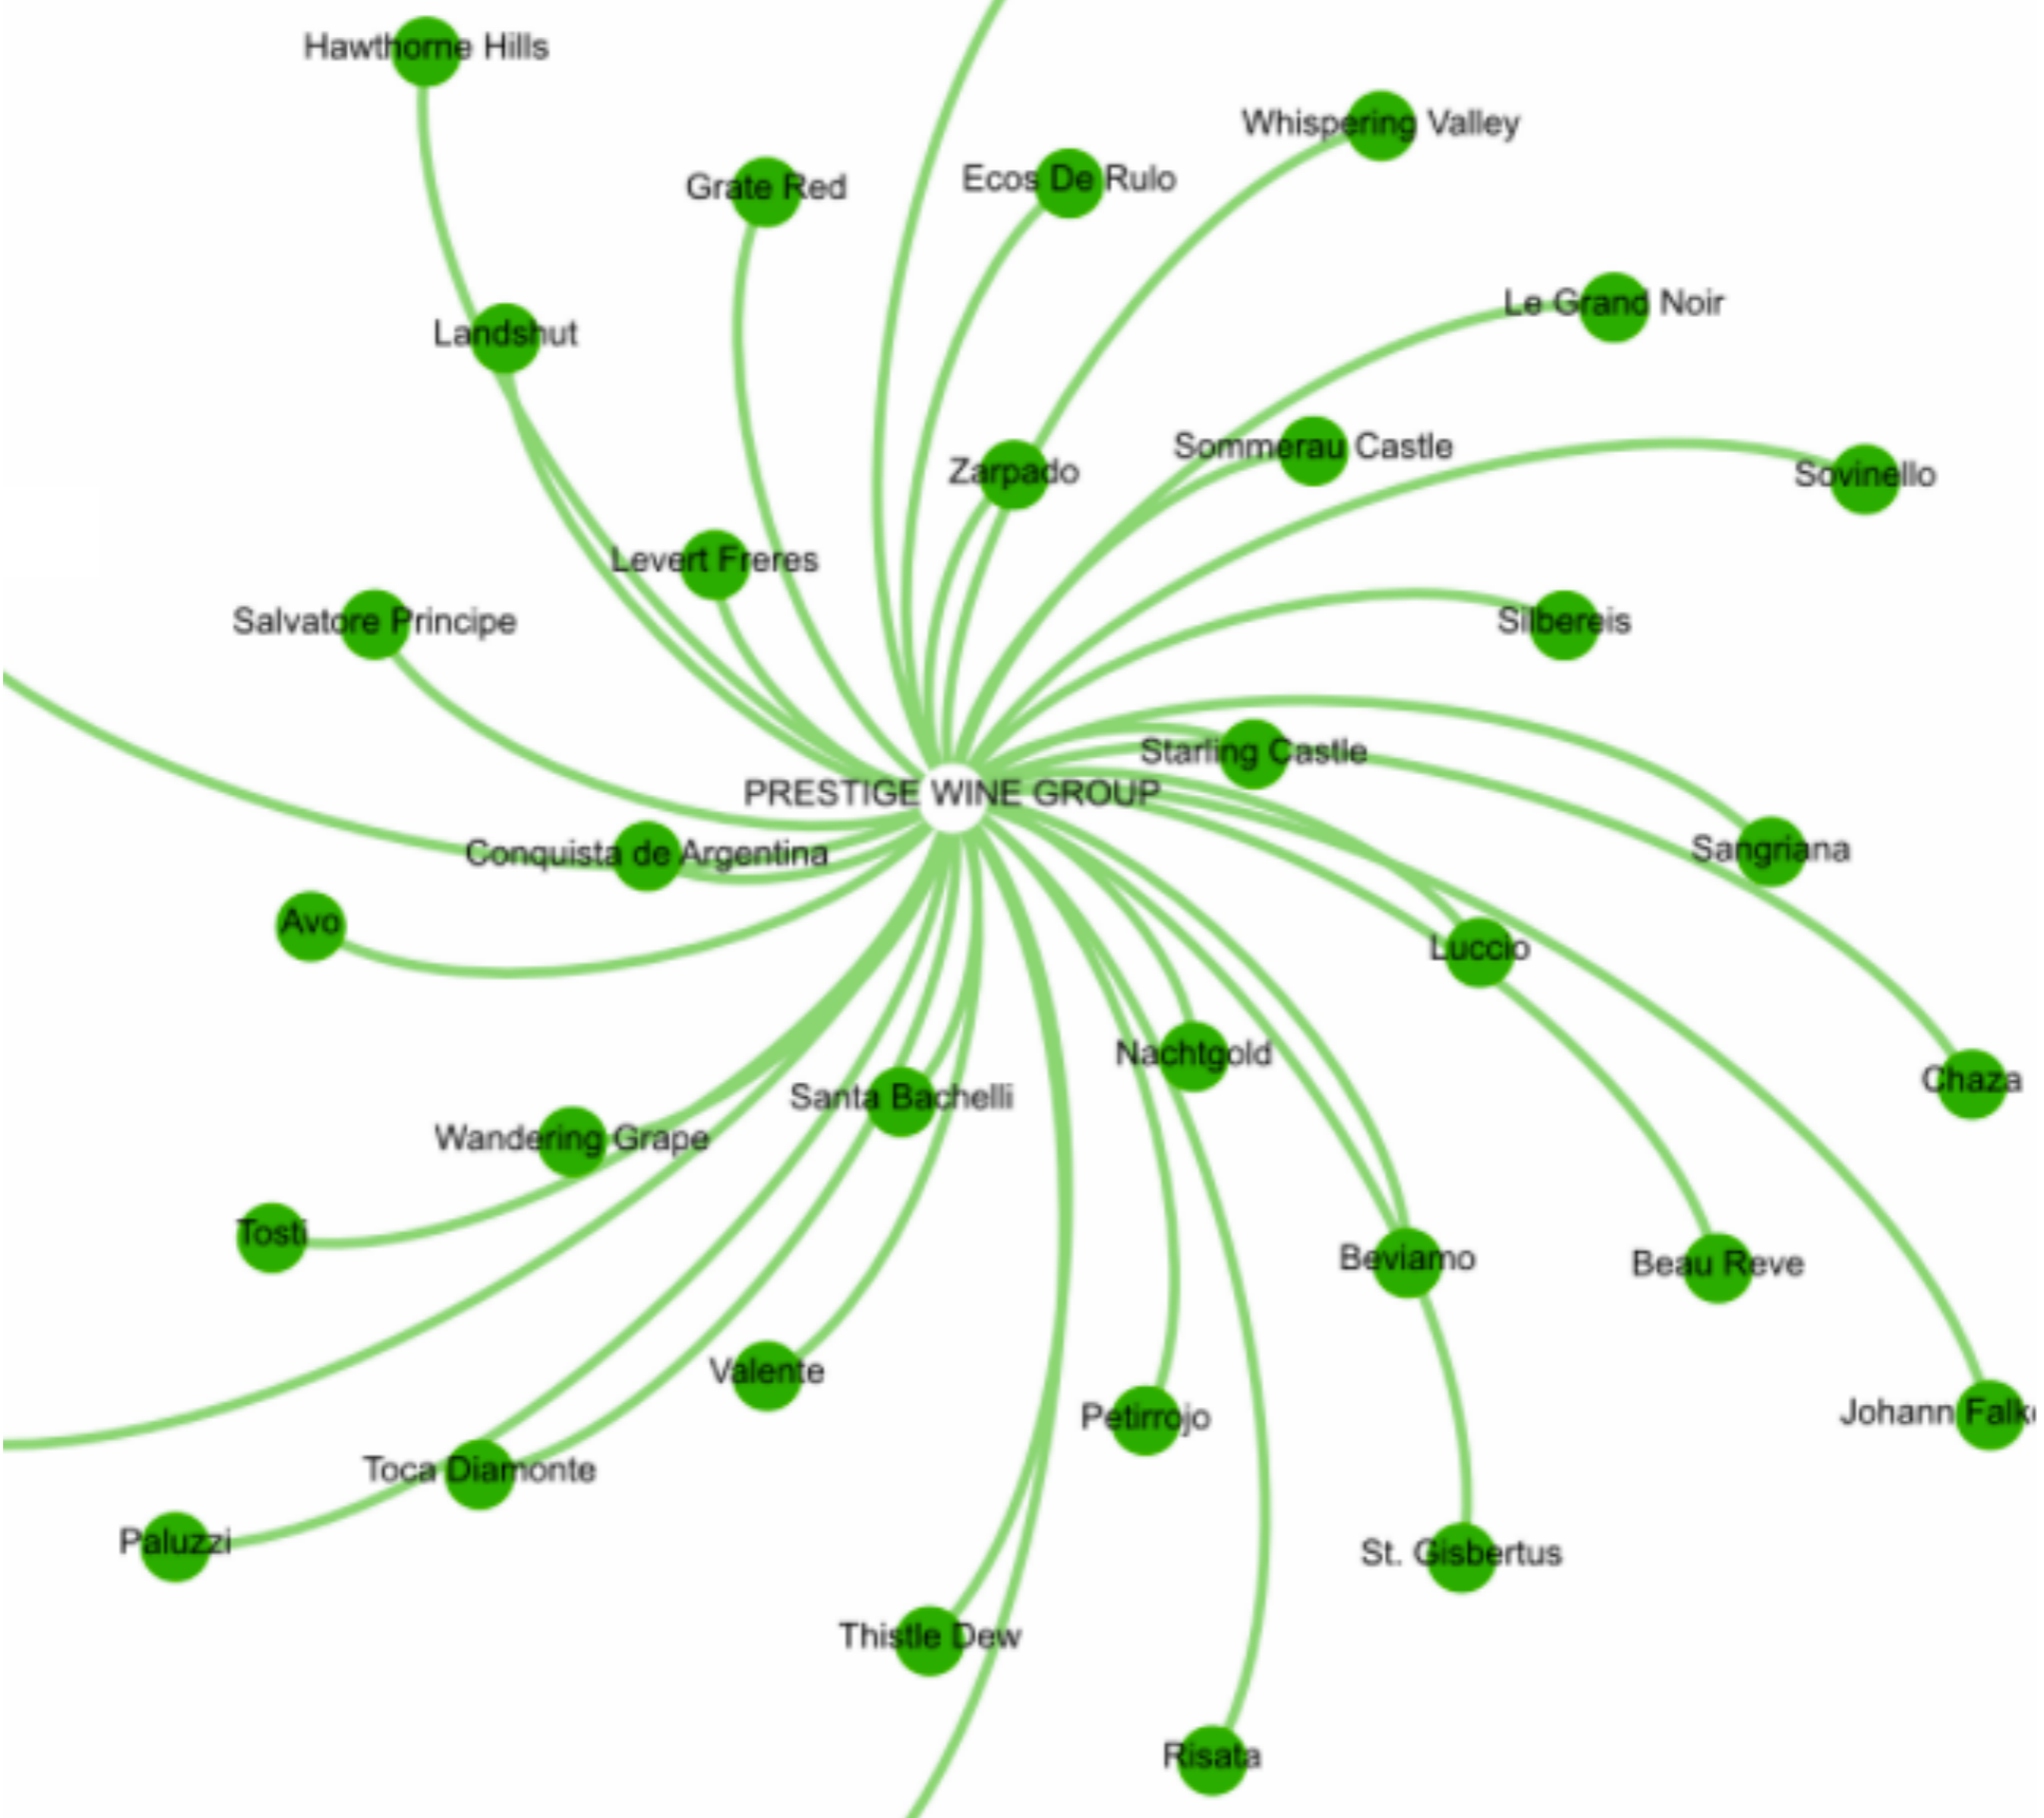 Hawthorne Hills
Whispering Valley
Grate Red
Ecos De Rulo
Le Grand Noir
Landshut
Sommerau Castle
Zarpado
Sovinello
Levert Freres
Salvatore Principe
Silbereis
Starling Castle
PRESTIGE WINE GROUP
Conquista de Argentina
Sangriana
Avo
Luccio
Nachtgold
Chaza
Santa Bachelli
Wandering Grape
Tosti
Beviamo
Beau Reve
Valente
Petirrojo
Johann Falk
Toca Diamonte
Paluzzi
St. Gisbertus
Thistle Dew
Risata